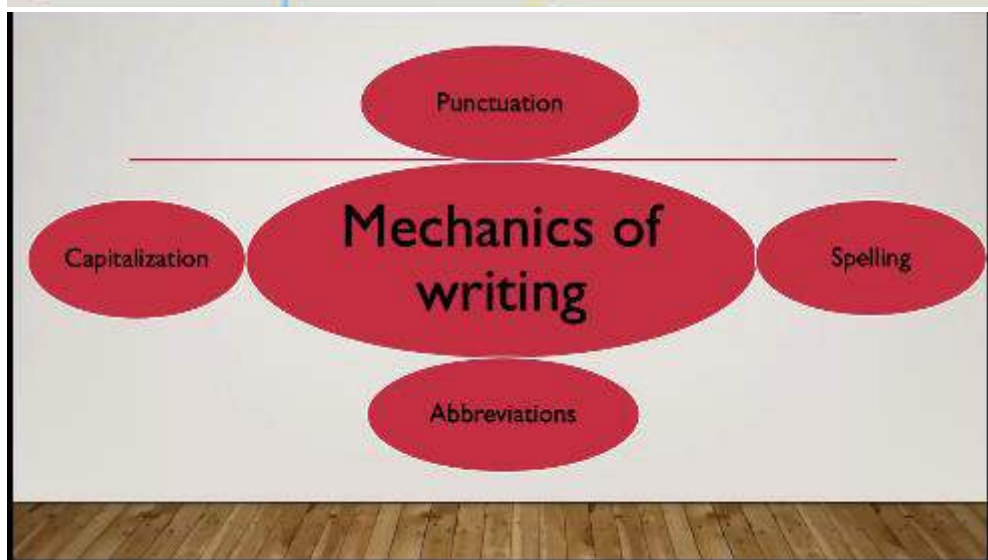 Punctuation
Mechanics of
writing
Capitalization
Spelling
Abbreviations